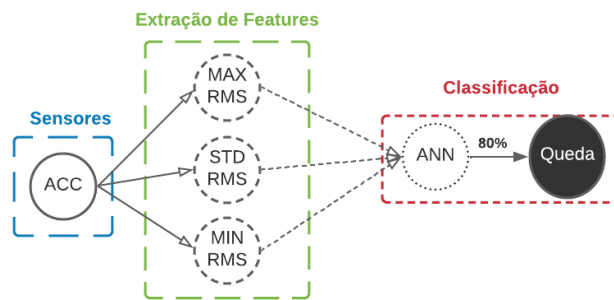 Extração de Features
Sensores
ACC
MAX
RMS
STD
RMS
MIN
RMS
Classificação
ANN
80%
Queda